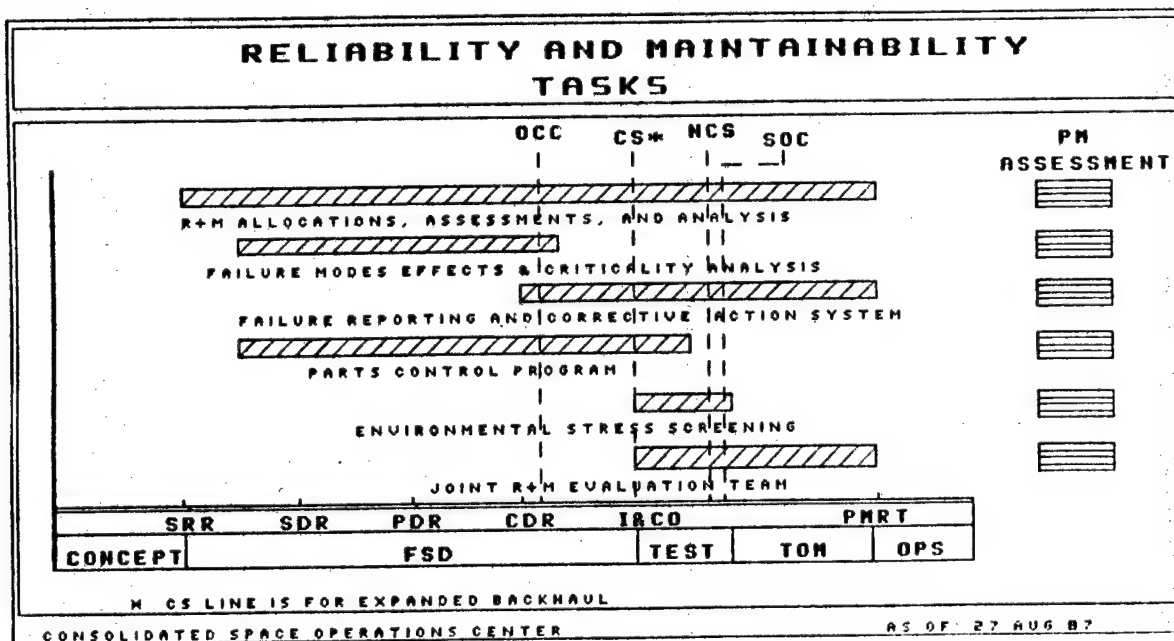 RELIABILITY AND MAINTAINABILITY
TASKS
OCC CS* NCS SOC
PM
ASSESSMENT
R+M ALLOCATIONS, ASSESSMENTS, AND ANALYSIS
FAILURE MODES EFFECTS & CRITICALITY ANALYSIS
FAILURE REPORTING AND CORRECTIVE ACTION SYSTEM
PARTS CONTROL PROGRAM
ENVIRONMENTAL STRESS SCREENING
JOINT R+M EVALUATION TEAM
SRR SDR PDR CDR I&CO PMRT
CONCEPT FSD TEST TOM OPS
* CS LINE IS FOR EXPANDED BACKHAUL
CONSOLIDATED SPACE OPERATIONS CENTER AS OF 27 AUG 87